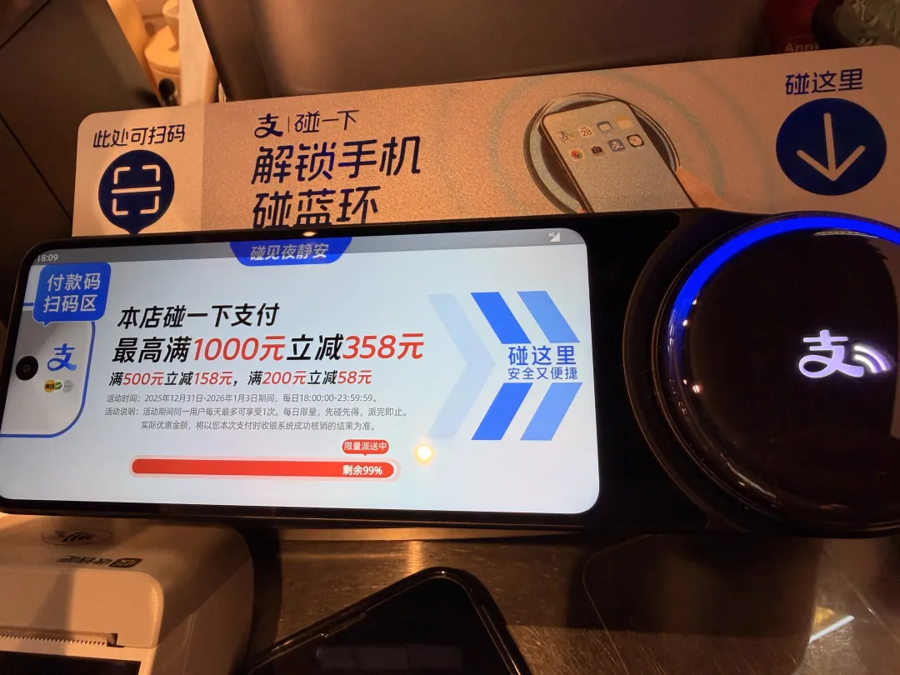 Appl
此处可扫码
支 | 碰一下
解锁手机
碰蓝环
碰这里
18:09
碰见夜静安
付款码
扫码区
支
本店碰一下支付
最高满1000元立减358元
满500元立减158元，满200元立减58元
活动时间：2025年12月31日-2026年1月3日期间，每日18:00:00-23:59:59。
活动说明：活动期间同一用户每天最多可享受1次。每日限量，先碰先得，派完即止。
实际优惠金额，将以您本次支付时收银系统成功核销的结果为准。
限量派送中
剩余99%
碰这里
安全又便捷
支